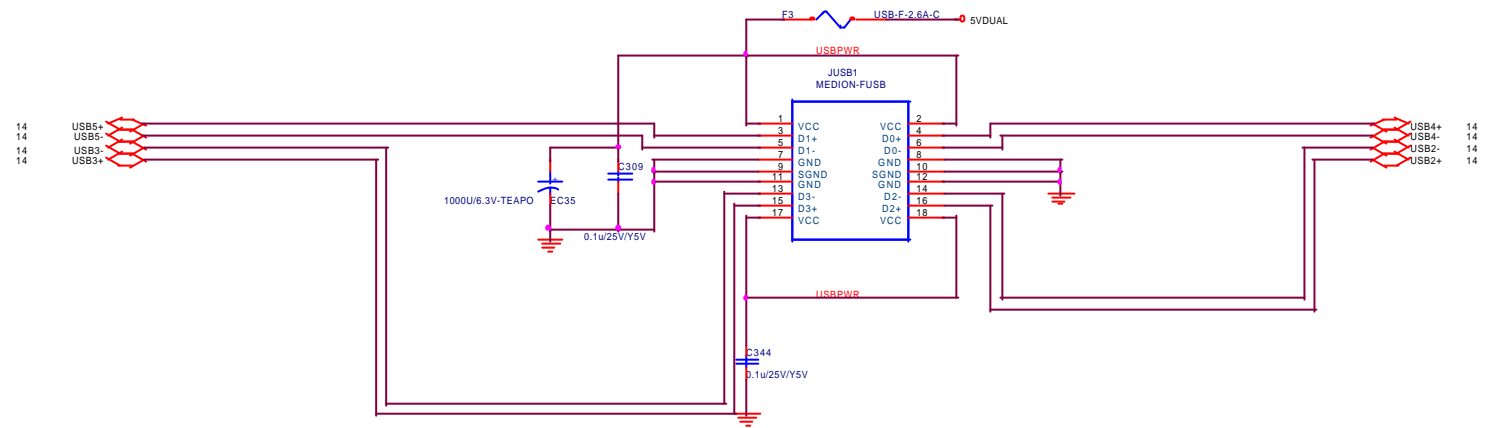 F3 USB-F-2.6A-C
5VDUAL
USBPWR
JUSB1
MEDION-FUSB
14 USB5+ 1 VCC VCC 2 USB4+ 14
14 USB5- 3 D1+ D0+ 4 USB4- 14
14 USB3- 5 D1- D0- 6 USB2- 14
14 USB3+ 7 GND GND 8 USB2+ 14
9 SGND SGND 10
11 GND GND 12
13 D3- D2- 14
15 D3+ D2+ 16
17 VCC VCC 18
C309
+
1000U/6.3V-TEAPO EC35
0.1u/25V/Y5V
USBPWR
C344
0.1u/25V/Y5V